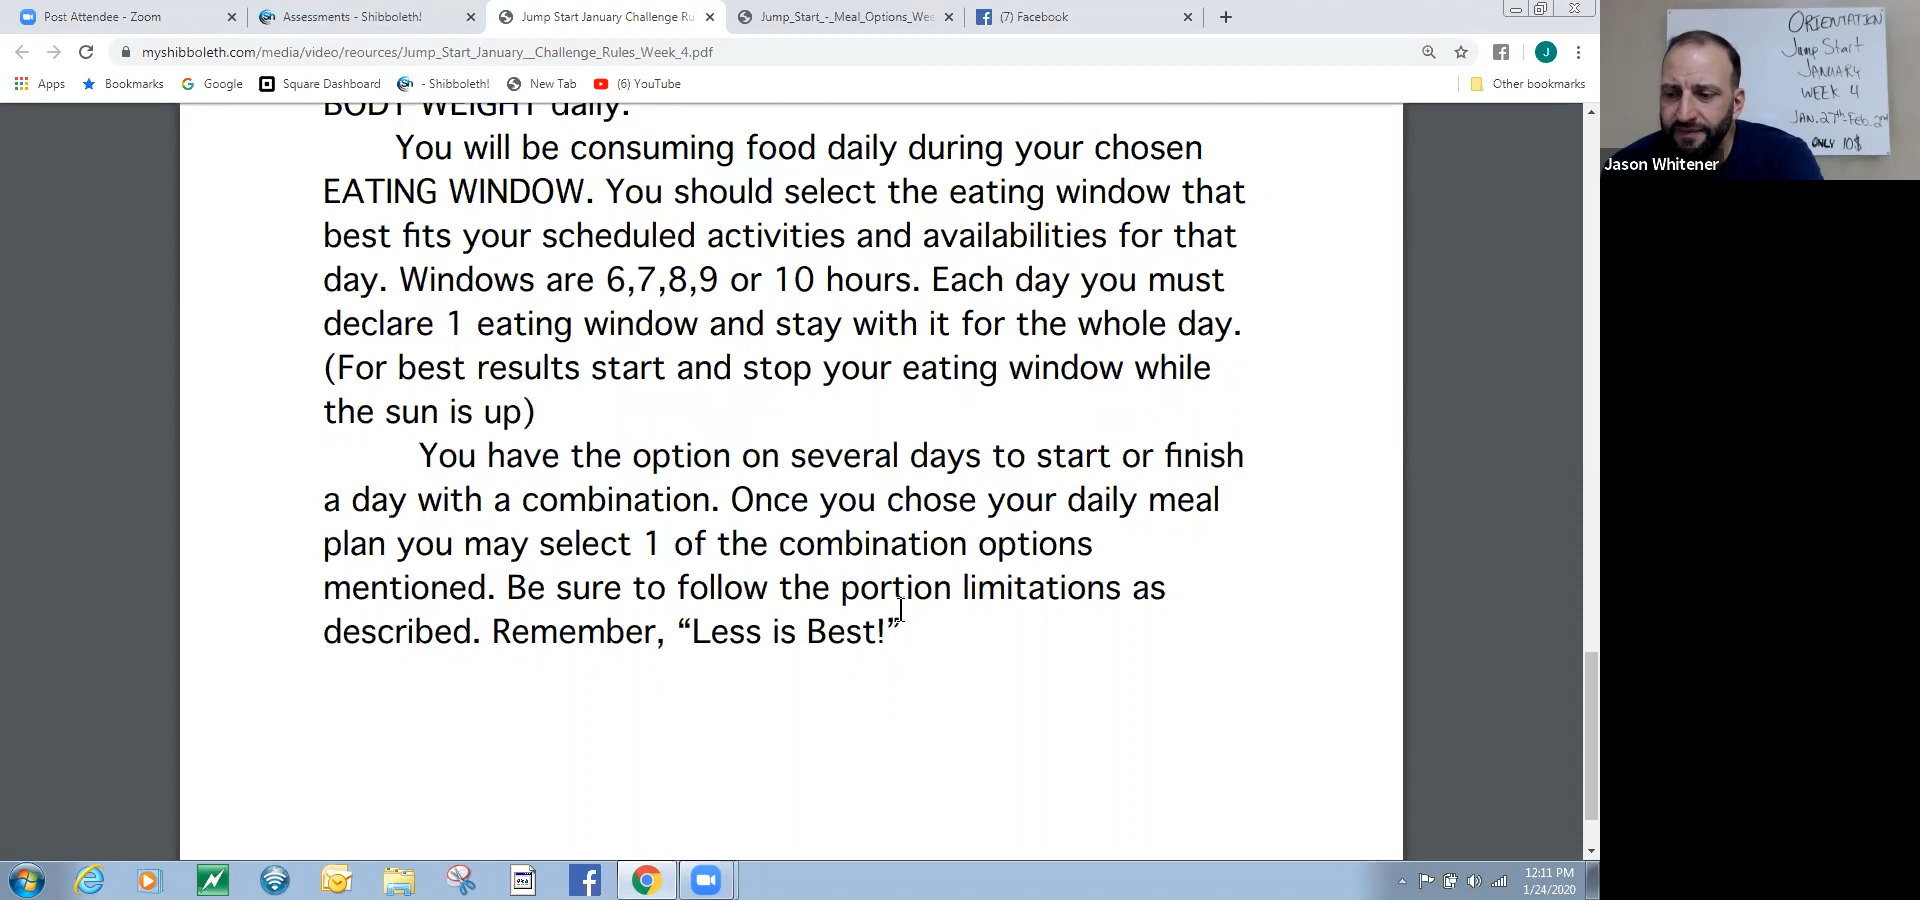 Post Attendee - Zoom
Assessments - Shibboleth!
Jump Start January Challenge Ru
Jump_Start_-_Meal_Options_Wee
(7) Facebook
myshibboleth.com/media/video/reources/Jump_Start_January__Challenge_Rules_Week_4.pdf
J
Apps
Bookmarks
Google
Square Dashboard
- Shibboleth!
New Tab
(6) YouTube
Other bookmarks
BODY WEIGHT daily.
You will be consuming food daily during your chosen
EATING WINDOW. You should select the eating window that
best fits your scheduled activities and availabilities for that
day. Windows are 6,7,8,9 or 10 hours. Each day you must
declare 1 eating window and stay with it for the whole day.
(For best results start and stop your eating window while
the sun is up)
You have the option on several days to start or finish
a day with a combination. Once you chose your daily meal
plan you may select 1 of the combination options
mentioned. Be sure to follow the portion limitations as
described. Remember, “Less is Best!”
ORIENTATION
Jump Start
JANUARY
WEEK 4
JAN. 27th-Feb. 2nd
ONLY 10$
Jason Whitener
12:11 PM
1/24/2020